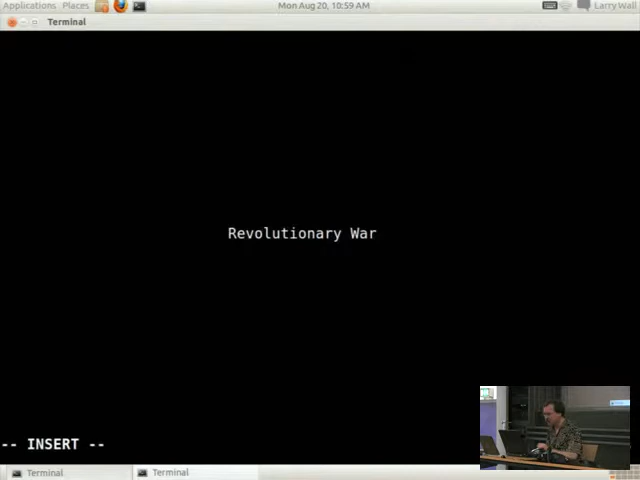 Applications Places Mon Aug 20, 10:59 AM Larry Wall
Terminal
Revolutionary War
-- INSERT --
Terminal Terminal